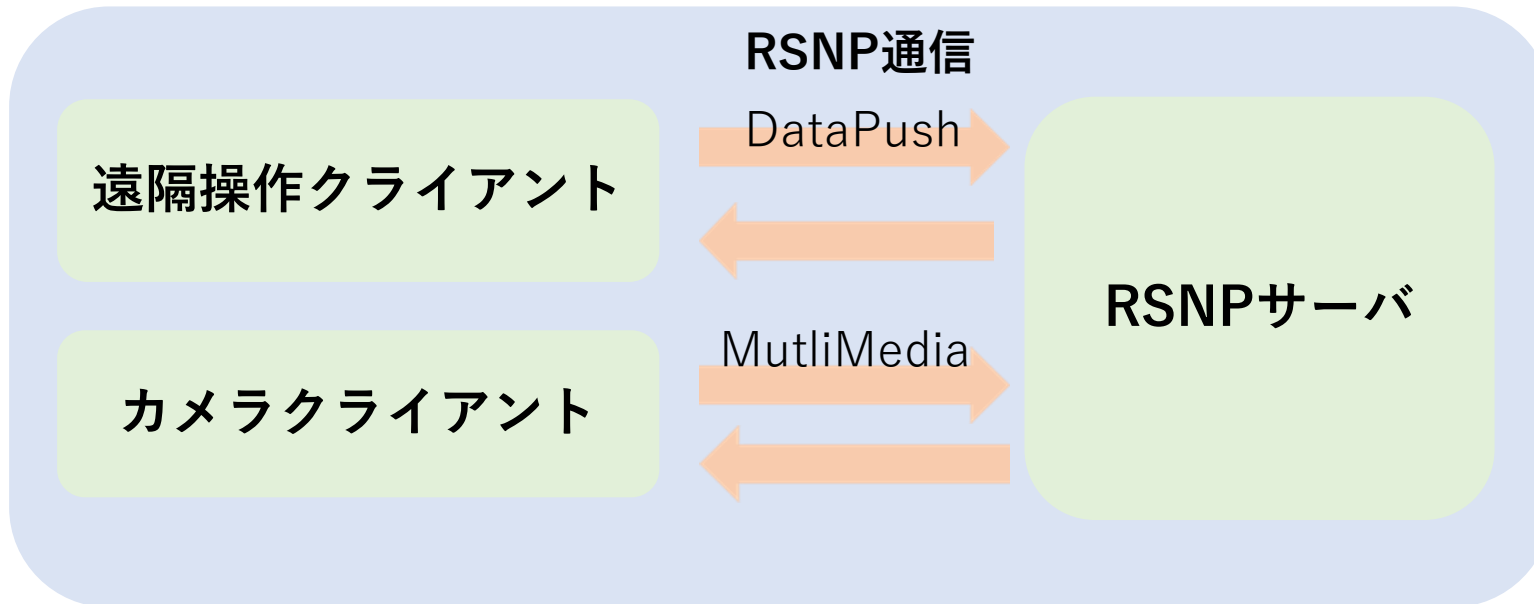 RSNP通信
DataPush
遠隔操作クライアント
RSNPサーバ
MutliMedia
カメラクライアント